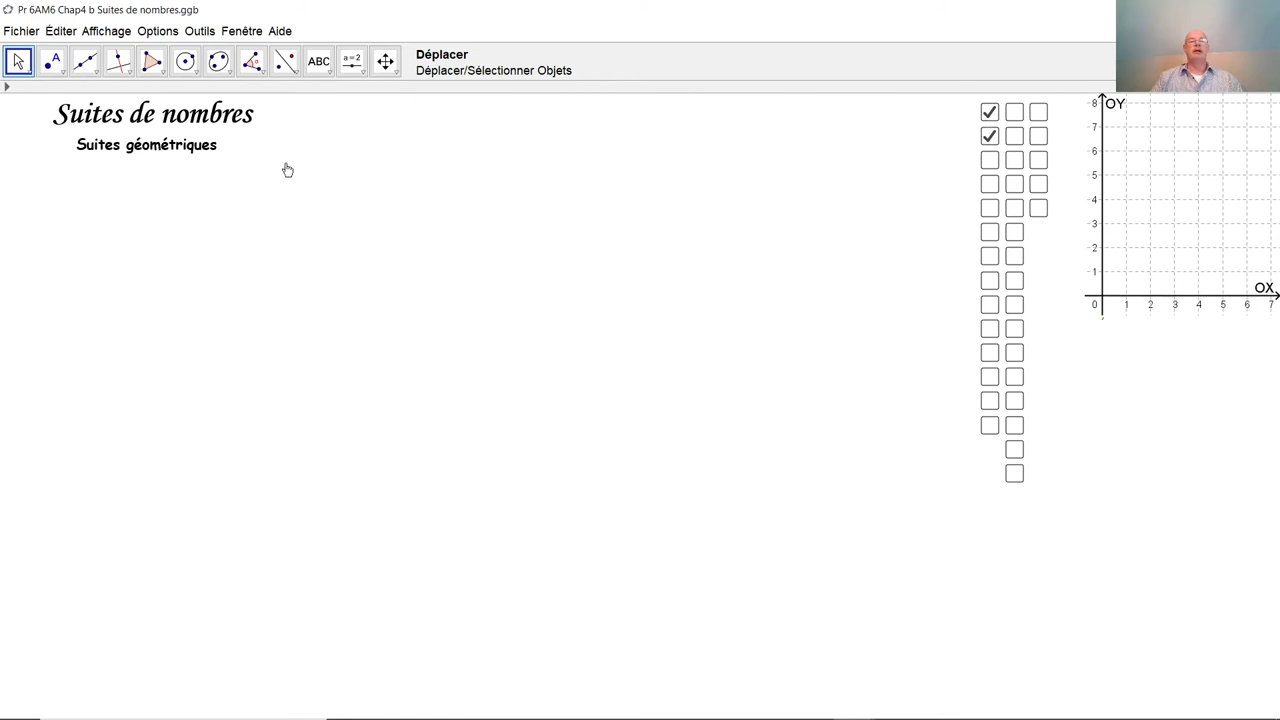 Pr 6AM6 Chap4 b Suites de nombres.ggb
Fichier Éditer Affichage Options Outils Fenêtre Aide
A
ABC
a=2
Déplacer
Déplacer/Sélectionner Objets
Suites de nombres
Suites géométriques
OY
8
7
6
5
4
3
2
1
OX
0 1 2 3 4 5 6 7